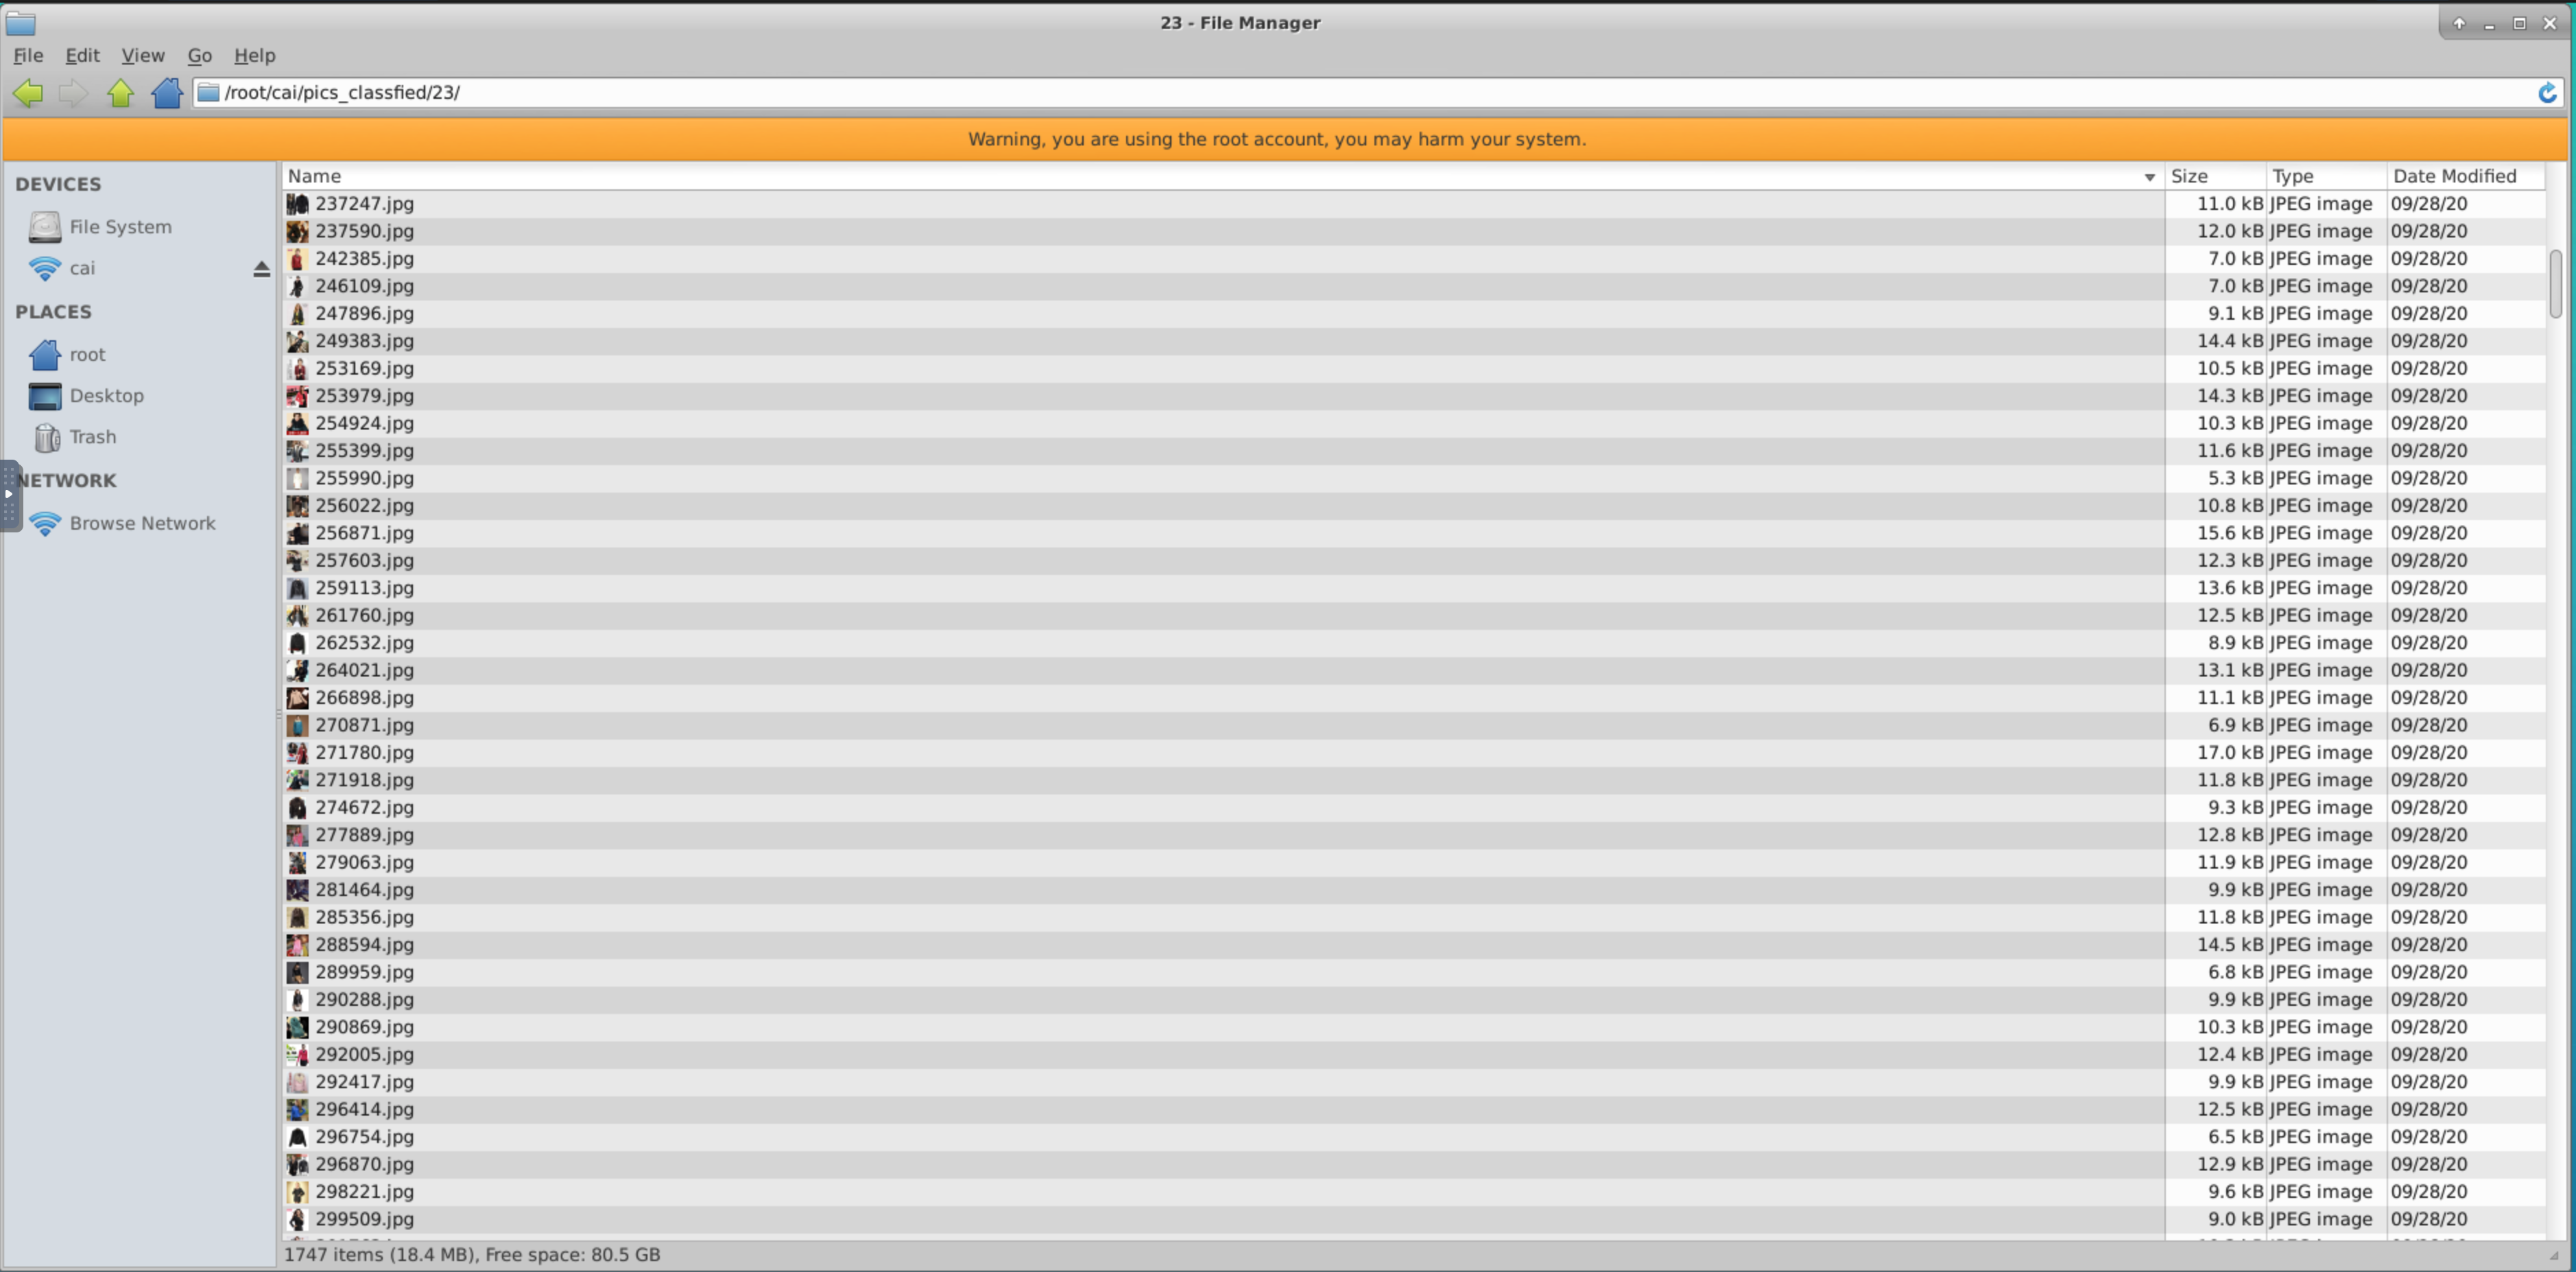 23 - File Manager
File Edit View Go Help
/root/cai/pics_classfied/23/
Warning, you are using the root account, you may harm your system.
DEVICES
File System
cai
PLACES
root
Desktop
Trash
NETWORK
Browse Network
Name Size Type Date Modified
237247.jpg 11.0 kB JPEG image 09/28/20
237590.jpg 12.0 kB JPEG image 09/28/20
242385.jpg 7.0 kB JPEG image 09/28/20
246109.jpg 7.0 kB JPEG image 09/28/20
247896.jpg 9.1 kB JPEG image 09/28/20
249383.jpg 14.4 kB JPEG image 09/28/20
253169.jpg 10.5 kB JPEG image 09/28/20
253979.jpg 14.3 kB JPEG image 09/28/20
254924.jpg 10.3 kB JPEG image 09/28/20
255399.jpg 11.6 kB JPEG image 09/28/20
255990.jpg 5.3 kB JPEG image 09/28/20
256022.jpg 10.8 kB JPEG image 09/28/20
256871.jpg 15.6 kB JPEG image 09/28/20
257603.jpg 12.3 kB JPEG image 09/28/20
259113.jpg 13.6 kB JPEG image 09/28/20
261760.jpg 12.5 kB JPEG image 09/28/20
262532.jpg 8.9 kB JPEG image 09/28/20
264021.jpg 13.1 kB JPEG image 09/28/20
266898.jpg 11.1 kB JPEG image 09/28/20
270871.jpg 6.9 kB JPEG image 09/28/20
271780.jpg 17.0 kB JPEG image 09/28/20
271918.jpg 11.8 kB JPEG image 09/28/20
274672.jpg 9.3 kB JPEG image 09/28/20
277889.jpg 12.8 kB JPEG image 09/28/20
279063.jpg 11.9 kB JPEG image 09/28/20
281464.jpg 9.9 kB JPEG image 09/28/20
285356.jpg 11.8 kB JPEG image 09/28/20
288594.jpg 14.5 kB JPEG image 09/28/20
289959.jpg 6.8 kB JPEG image 09/28/20
290288.jpg 9.9 kB JPEG image 09/28/20
290869.jpg 10.3 kB JPEG image 09/28/20
292005.jpg 12.4 kB JPEG image 09/28/20
292417.jpg 9.9 kB JPEG image 09/28/20
296414.jpg 12.5 kB JPEG image 09/28/20
296754.jpg 6.5 kB JPEG image 09/28/20
296870.jpg 12.9 kB JPEG image 09/28/20
298221.jpg 9.6 kB JPEG image 09/28/20
299509.jpg 9.0 kB JPEG image 09/28/20
1747 items (18.4 MB), Free space: 80.5 GB